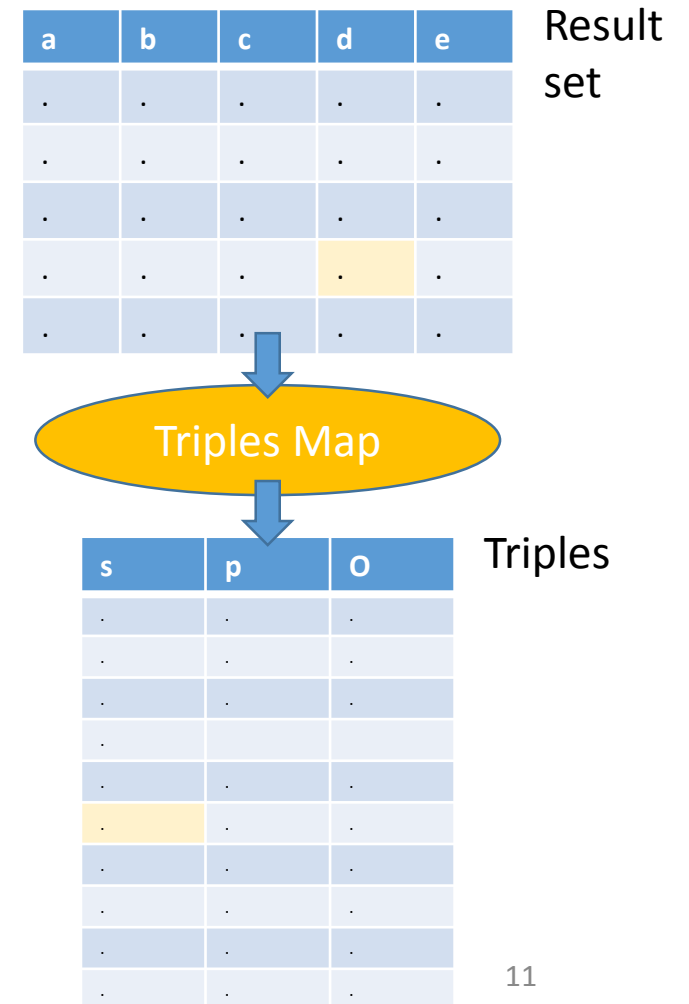 a b c d e
Result
set
. . . . .
. . . . .
. . . . .
. . . . .
. . . . .
Triples Map
s p O
Triples
. . .
. . .
. . .
.
. . .
. . .
. . .
. . .
. . .
. . .
11